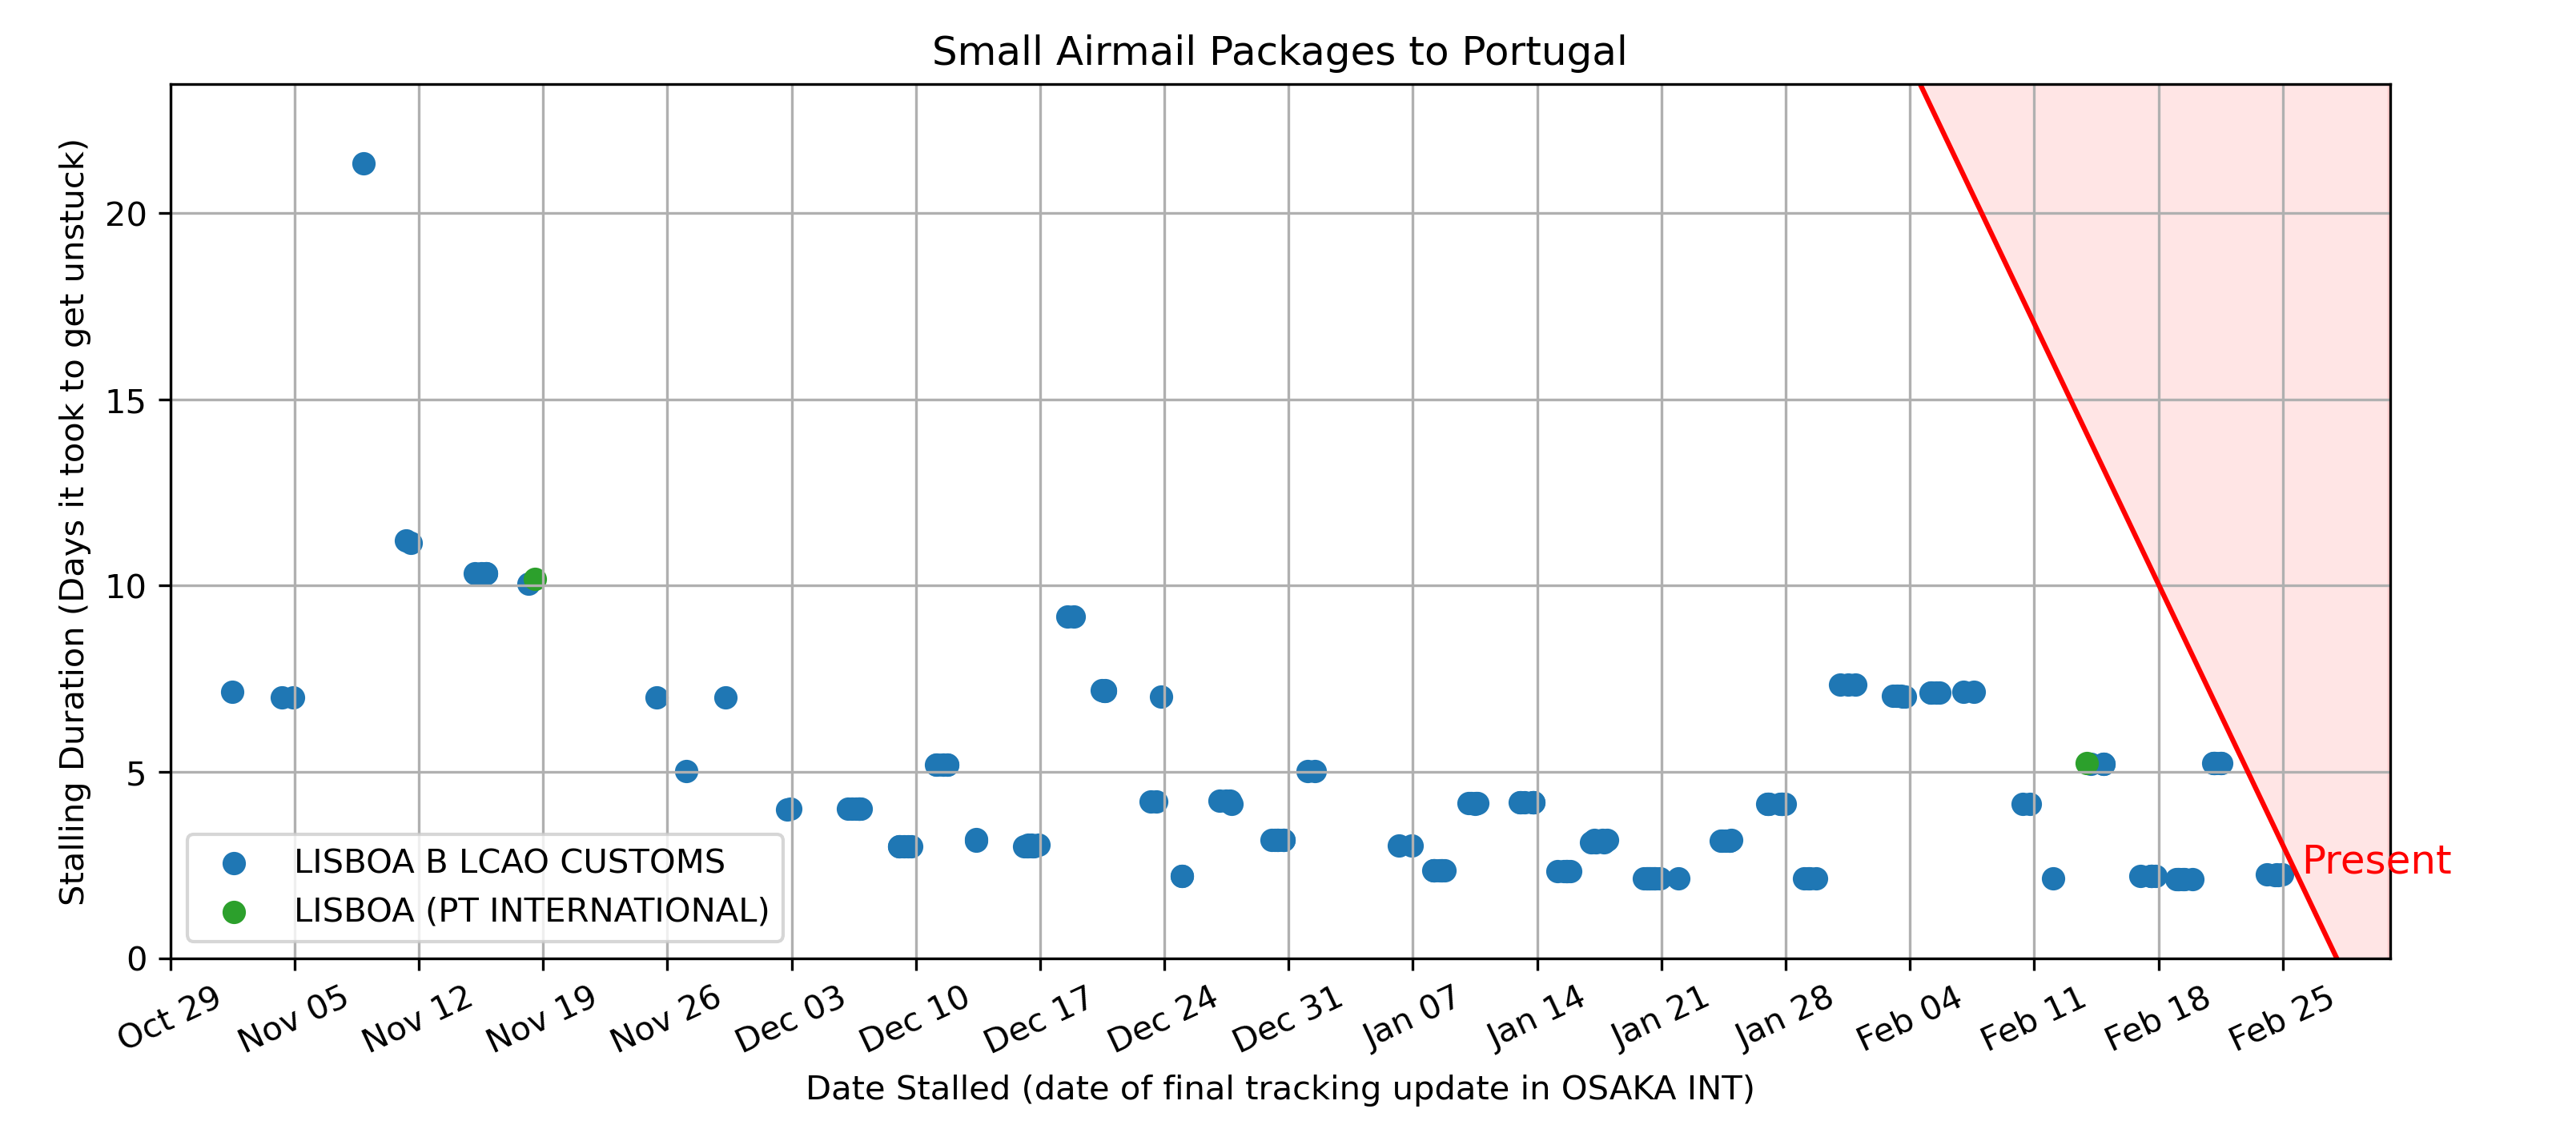 Small Airmail Packages to Portugal
Stalling Duration (Days it took to get unstuck)
20
15
10
5
0
Present
LISBOA B LCAO CUSTOMS
LISBOA (PT INTERNATIONAL)
Oct 29
Nov 05
Nov 12
Nov 19
Nov 26
Dec 03
Dec 10
Dec 17
Dec 24
Dec 31
Jan 07
Jan 14
Jan 21
Jan 28
Feb 04
Feb 11
Feb 18
Feb 25
Date Stalled (date of final tracking update in OSAKA INT)